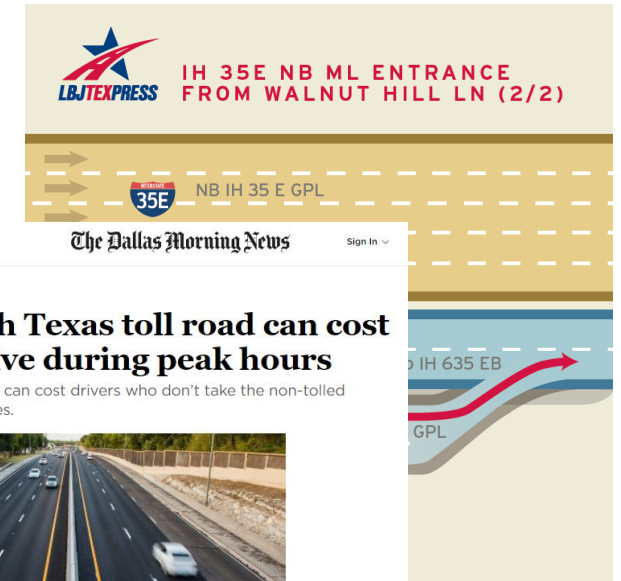 LBJTEXPRESS
IH 35E NB ML ENTRANCE
FROM WALNUT HILL LN (2/2)
INTERSTATE
35E
NB IH 35 E GPL
The Dallas Morning News
Sign In
h Texas toll road can cost
ve during peak hours
can cost drivers who don't take the non-tolled
es.
IH 635 EB
GPL